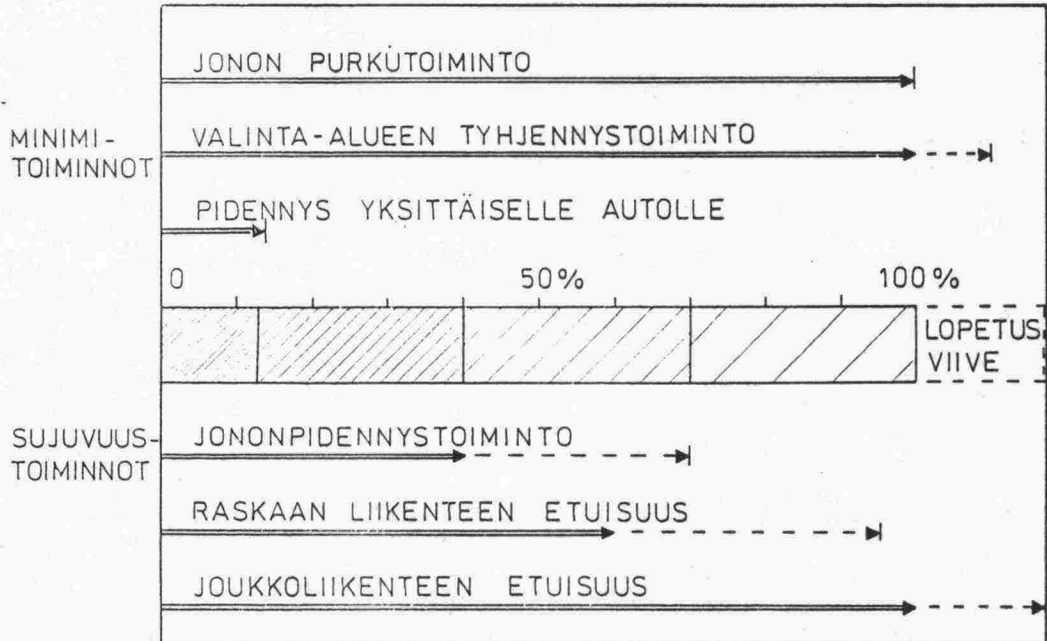 JONON PURKUTOIMINTO
MINIMI-
TOIMINNOT
VALINTA-ALUEEN TYHJENNYSTOIMINTO
PIDENNYS YKSITTÄISELLE AUTOLLE
0 50% 100%
LOPETUS
VIIVE
SUJUVUUS-
TOIMINNOT
JONONPIDENNYSTOIMINTO
RASKAAN LIIKENTEEN ETUISUUS
JOUKKOLIIKENTEEN ETUISUUS